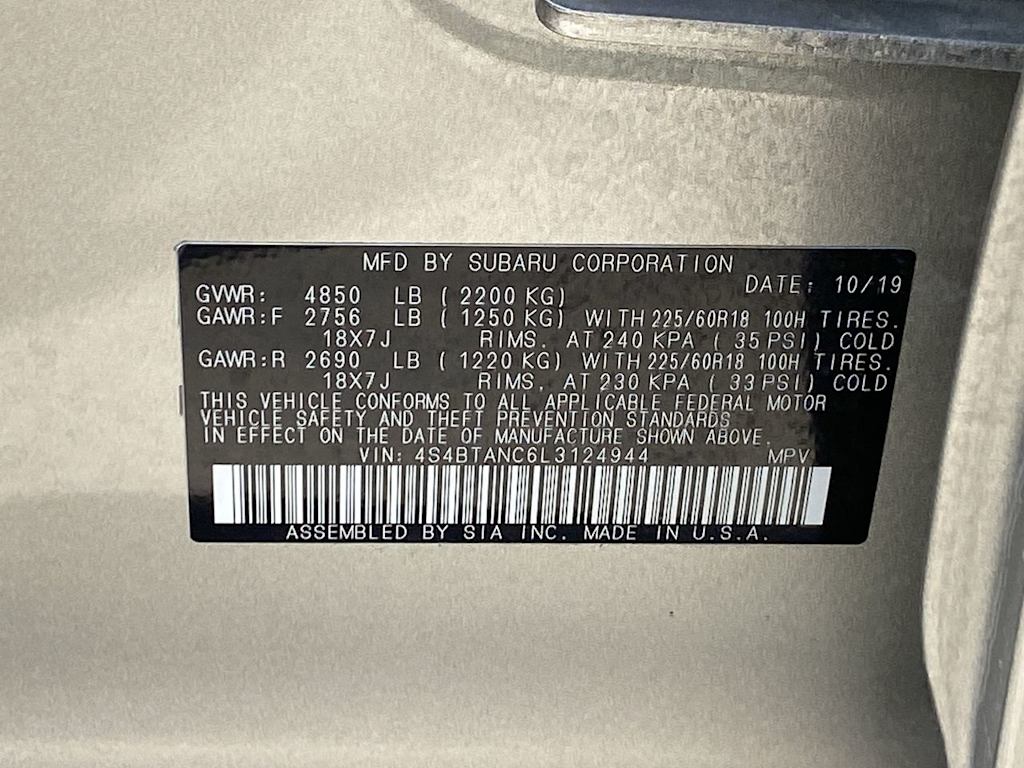 MFD BY SUBARU CORPORATION
DATE: 10/19
GVWR: 4850 LB ( 2200 KG)
GAWR:F 2756 LB ( 1250 KG) WITH 225/60R18 100H TIRES.
18X7J RIMS. AT 240 KPA ( 35 PSI) COLD
GAWR:R 2690 LB ( 1220 KG) WITH 225/60R18 100H TIRES.
18X7J RIMS. AT 230 KPA ( 33 PSI) COLD
THIS VEHICLE CONFORMS TO ALL APPLICABLE FEDERAL MOTOR
VEHICLE SAFETY AND THEFT PREVENTION STANDARDS
IN EFFECT ON THE DATE OF MANUFACTURE SHOWN ABOVE.
VIN: 4S4BTANC6L3124944 MPV
ASSEMBLED BY SIA INC. MADE IN U.S.A.